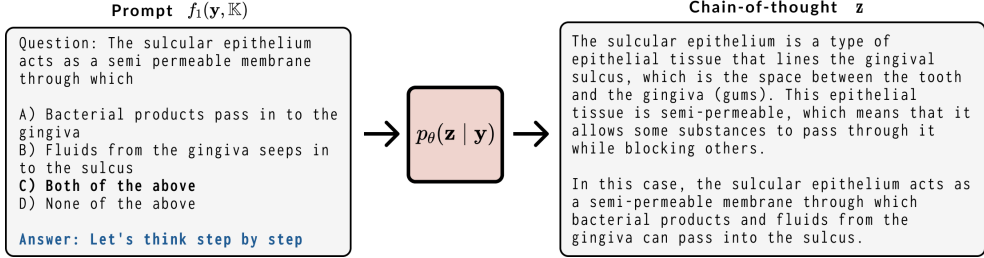 Prompt f₁(y, 𝕂)
Question: The sulcular epithelium
acts as a semi permeable membrane
through which
A) Bacterial products pass in to the
gingiva
B) Fluids from the gingiva seeps in
to the sulcus
C) Both of the above
D) None of the above
Answer: Let's think step by step
p_θ(z | y)
Chain-of-thought z
The sulcular epithelium is a type of
epithelial tissue that lines the gingival
sulcus, which is the space between the tooth
and the gingiva (gums). This epithelial
tissue is semi-permeable, which means that it
allows some substances to pass through it
while blocking others.
In this case, the sulcular epithelium acts as
a semi-permeable membrane through which
bacterial products and fluids from the
gingiva can pass into the sulcus.